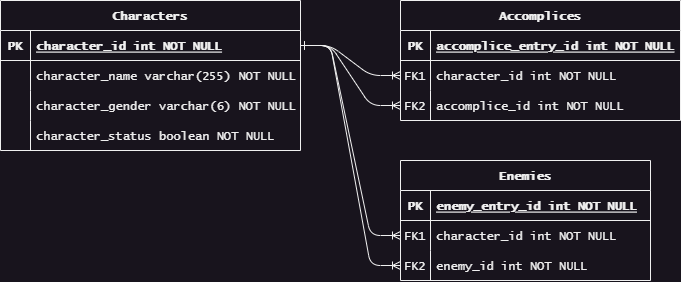 Characters
PK character_id int NOT NULL
character_name varchar(255) NOT NULL
character_gender varchar(6) NOT NULL
character_status boolean NOT NULL
Accomplices
PK accomplice_entry_id int NOT NULL
FK1 character_id int NOT NULL
FK2 accomplice_id int NOT NULL
Enemies
PK enemy_entry_id int NOT NULL
FK1 character_id int NOT NULL
FK2 enemy_id int NOT NULL